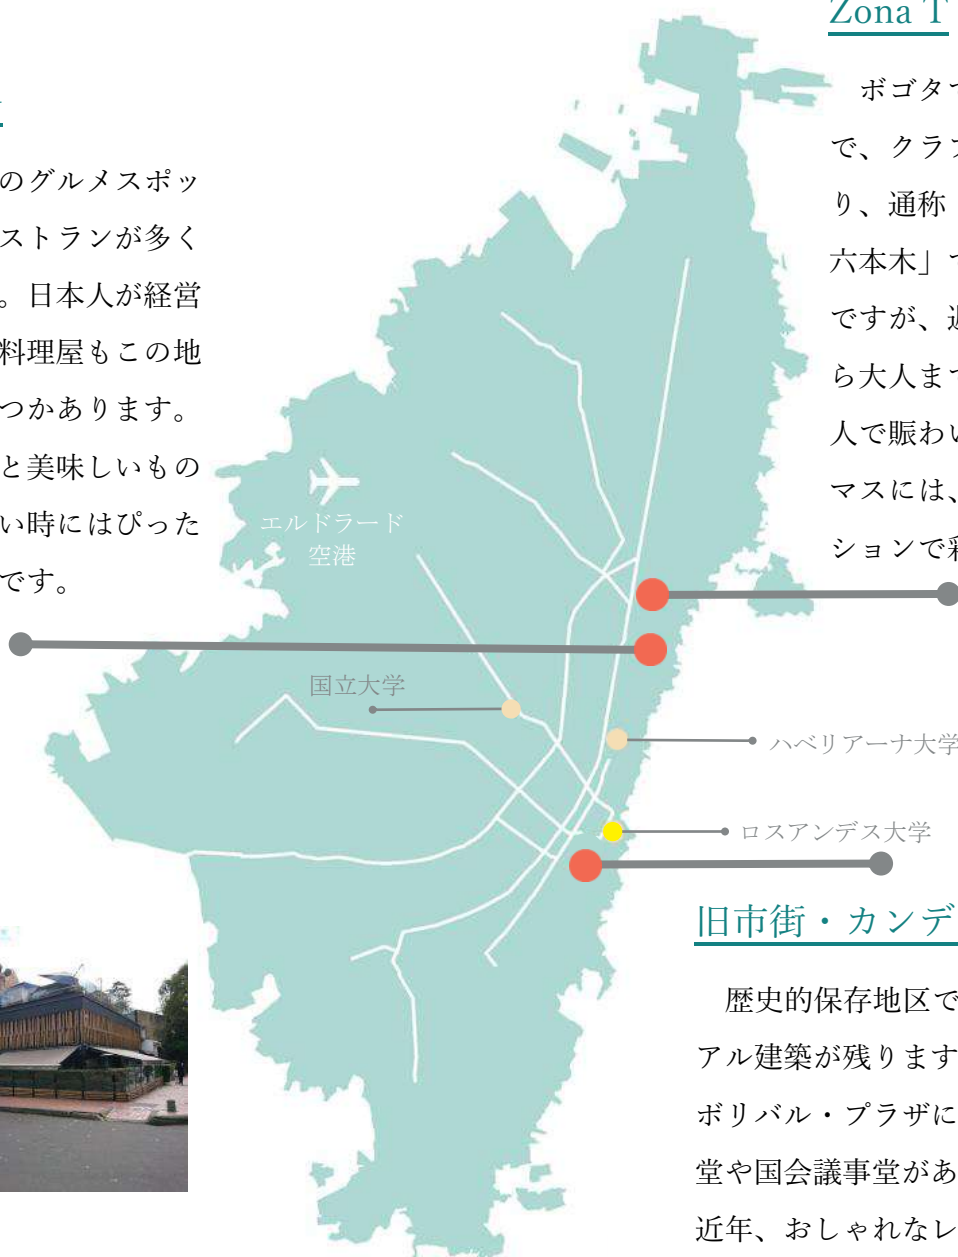 Zona T
ボゴタ
で、クラ
り、通称
六本木」
ですが、
ら大人ま
人で賑わ
マスには、
ションで
のグルメスポッ
ストランが多く
。日本人が経営
料理屋もこの地
つかあります。
と美味しいもの
い時にはぴった
です。
エルドラード
空港
国立大学
ハベリアーナ大学
ロスアンデス大学
旧市街・カンデ
歴史的保存地区で
アル建築が残ります
ボリバル・プラザに
堂や国会議事堂があ
近年、おしゃれなレ